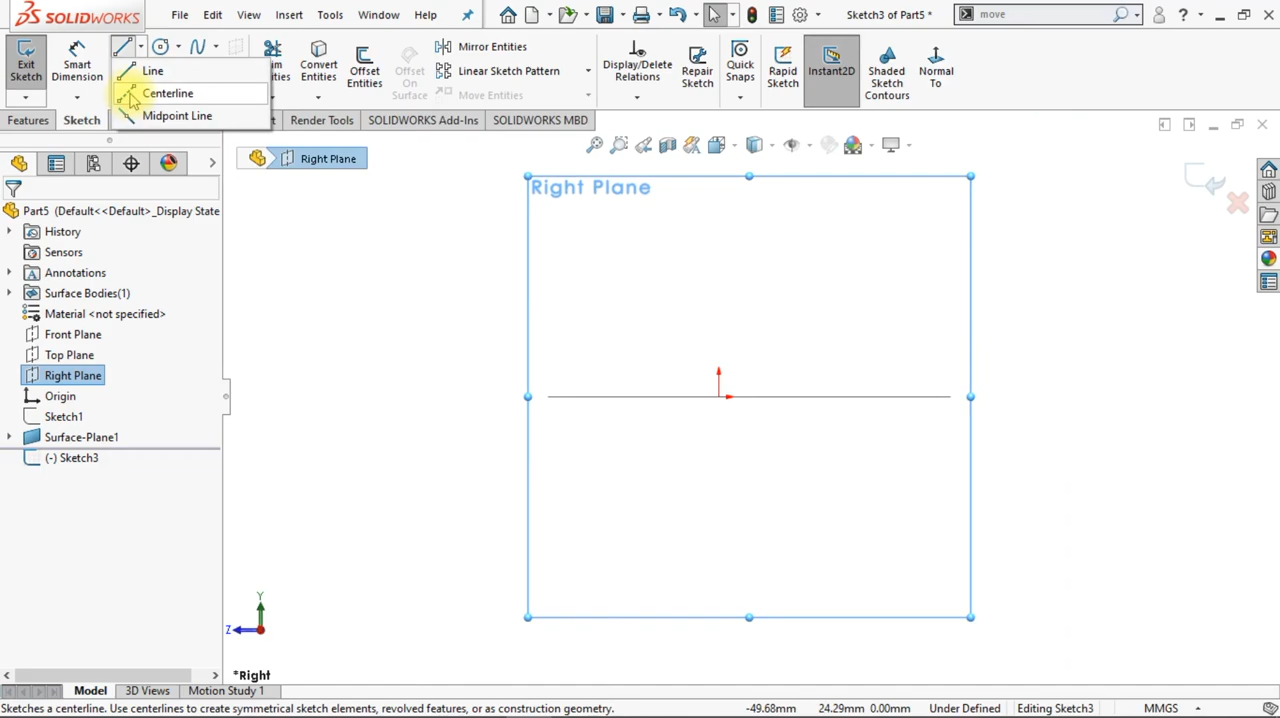 SOLIDWORKS File Edit View Insert Tools Window Help Sketch3 of Part5 * move ?
Exit Sketch
Smart Dimension
Line
Centerline
Midpoint Line
Convert Entities
Offset Entities
Offset On Surface
Mirror Entities
Linear Sketch Pattern
Move Entities
Display/Delete Relations
Repair Sketch
Quick Snaps
Rapid Sketch
Instant2D
Shaded Sketch Contours
Normal To
Features Sketch Render Tools SOLIDWORKS Add-Ins SOLIDWORKS MBD
Right Plane
Right Plane
Part5 (Default<<Default>_Display State
History
Sensors
Annotations
Surface Bodies(1)
Material <not specified>
Front Plane
Top Plane
Right Plane
Origin
Sketch1
Surface-Plane1
(-) Sketch3
Y
Z
*Right
Model 3D Views Motion Study 1
Sketches a centerline. Use centerlines to create symmetrical sketch elements, revolved features, or as construction geometry. -49.68mm 24.29mm 0.00mm Under Defined Editing Sketch3 MMGS